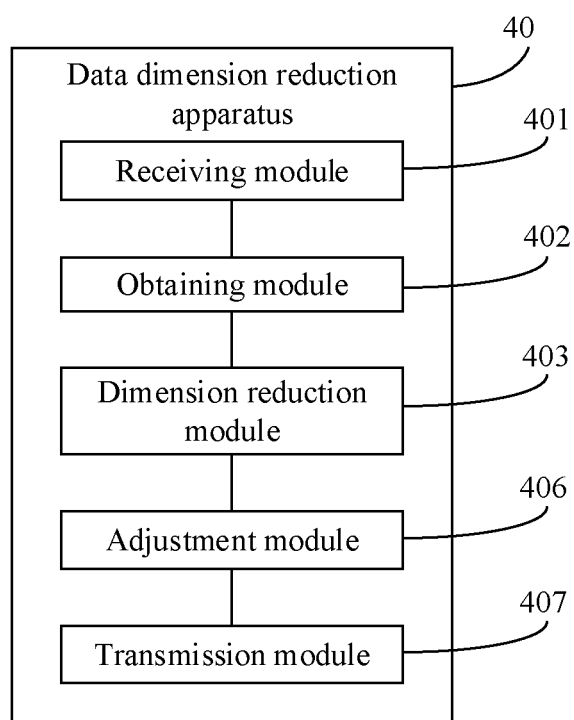 40
Data dimension reduction
apparatus
401
Receiving module
402
Obtaining module
403
Dimension reduction
module
406
Adjustment module
407
Transmission module